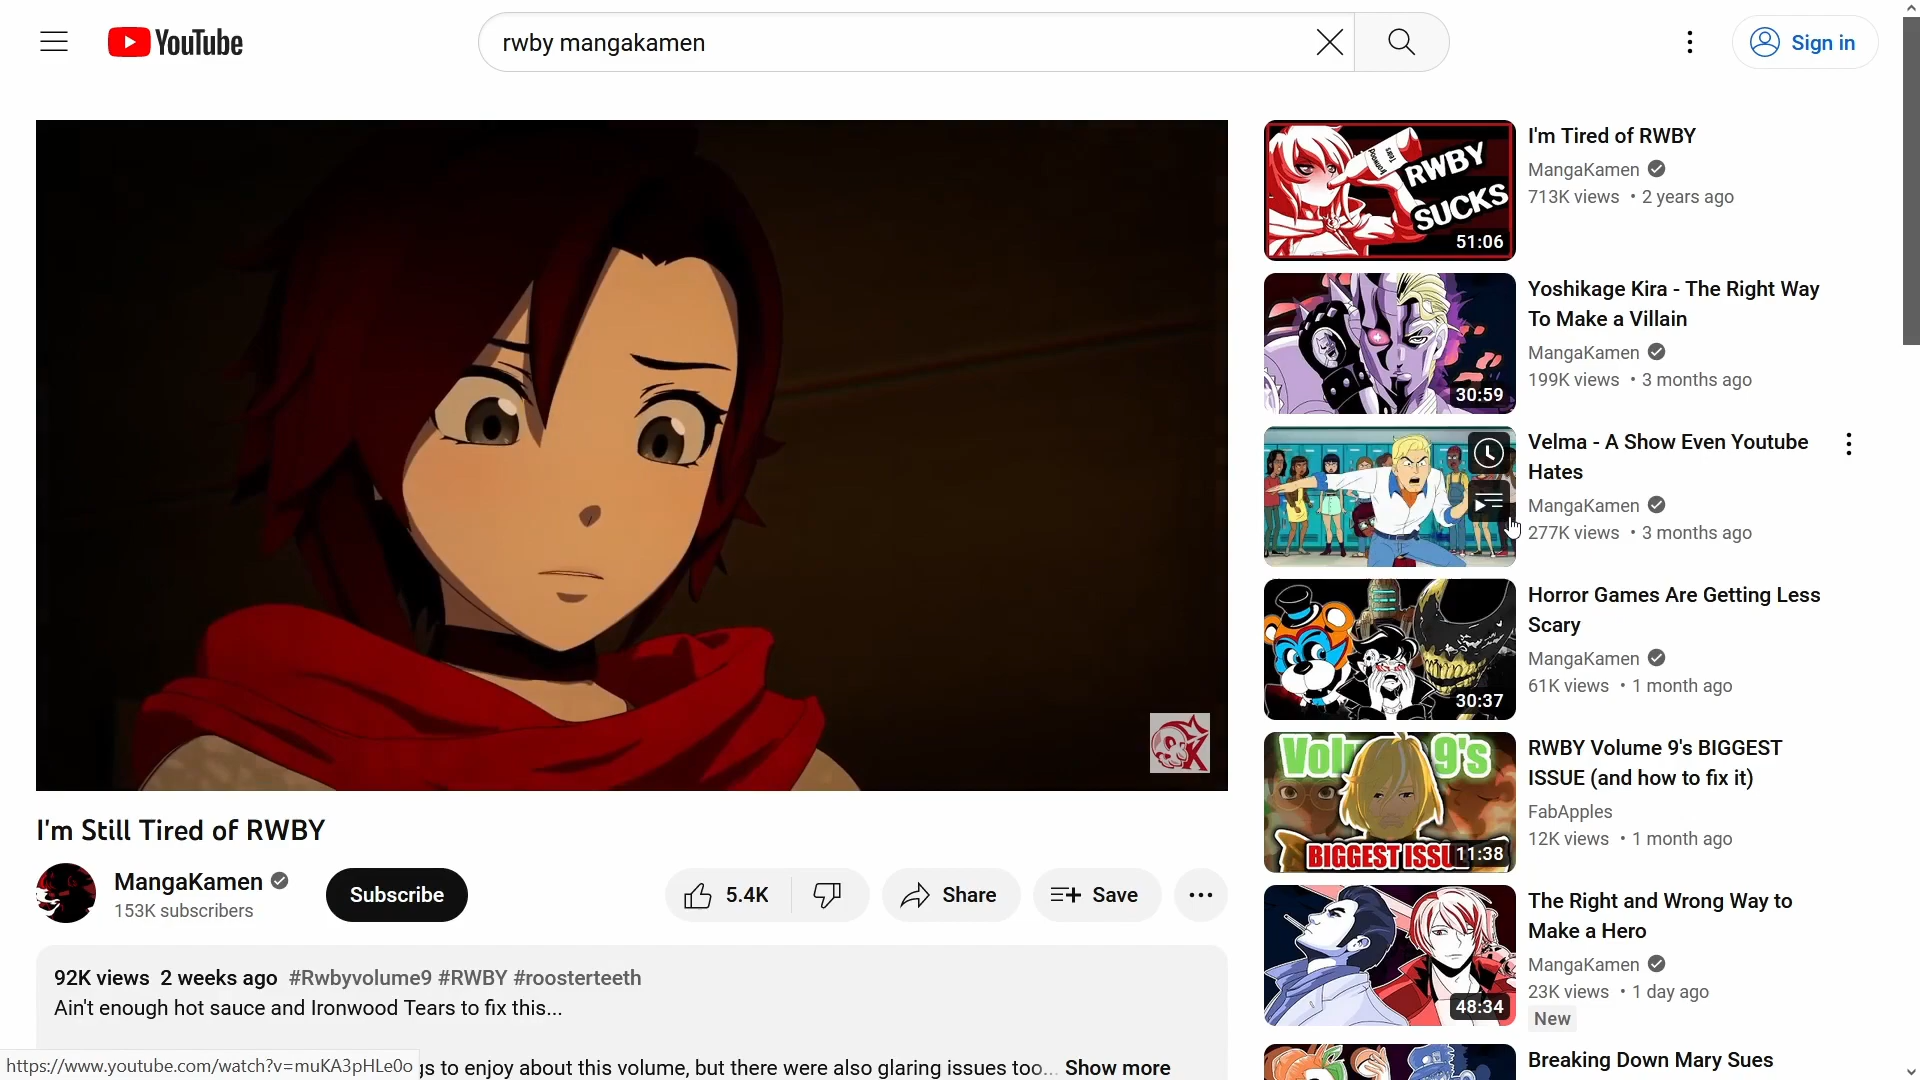 YouTube
rwby mangakamen
Sign in
RWBY
SUCKS
Ironwood
Tears
51:06
I'm Tired of RWBY
MangaKamen
713K views • 2 years ago
30:59
Yoshikage Kira - The Right Way
To Make a Villain
MangaKamen
199K views • 3 months ago
Velma - A Show Even Youtube
Hates
MangaKamen
277K views • 3 months ago
30:37
Horror Games Are Getting Less
Scary
MangaKamen
61K views • 1 month ago
9's
BIGGEST
11:38
RWBY Volume 9's BIGGEST
ISSUE (and how to fix it)
FabApples
12K views • 1 month ago
48:34
The Right and Wrong Way to
Make a Hero
MangaKamen
23K views • 1 day ago
New
Breaking Down Mary Sues
K
I'm Still Tired of RWBY
MangaKamen
153K subscribers
Subscribe
5.4K
Share
Save
92K views 2 weeks ago #Rwbyvolume9 #RWBY #roosterteeth
Ain't enough hot sauce and Ironwood Tears to fix this...
https://www.youtube.com/watch?v=muKA3pHLe0o
to enjoy about this volume, but there were also glaring issues too... Show more